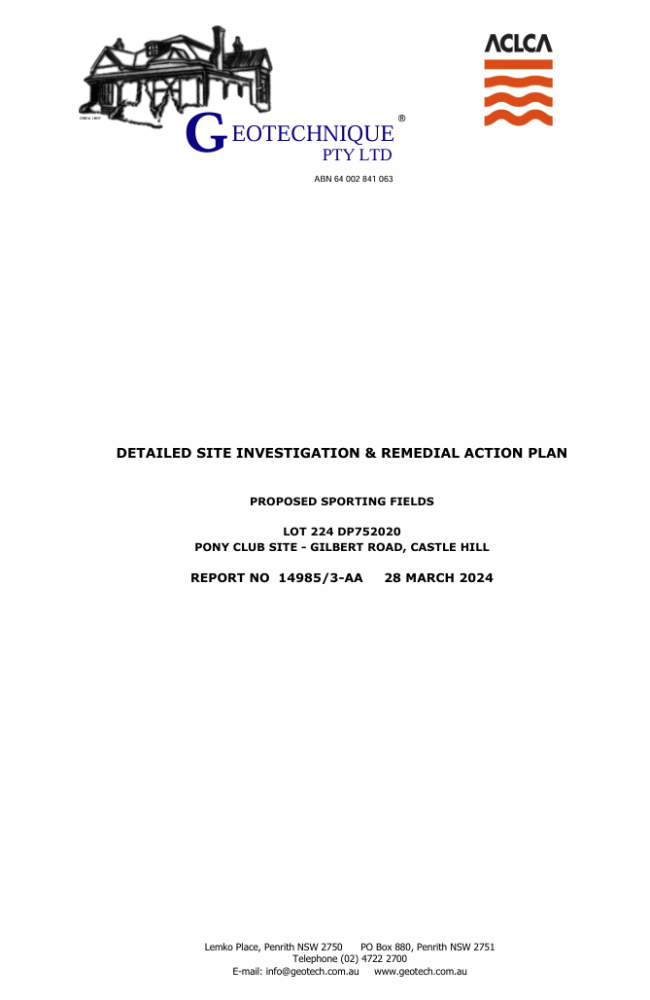 ACLCA
CIRCA 1807
GEOTECHNIQUE ®
PTY LTD
ABN 64 002 841 063
DETAILED SITE INVESTIGATION & REMEDIAL ACTION PLAN
PROPOSED SPORTING FIELDS
LOT 224 DP752020
PONY CLUB SITE - GILBERT ROAD, CASTLE HILL
REPORT NO 14985/3-AA 28 MARCH 2024
Lemko Place, Penrith NSW 2750 PO Box 880, Penrith NSW 2751
Telephone (02) 4722 2700
E-mail: info@geotech.com.au www.geotech.com.au